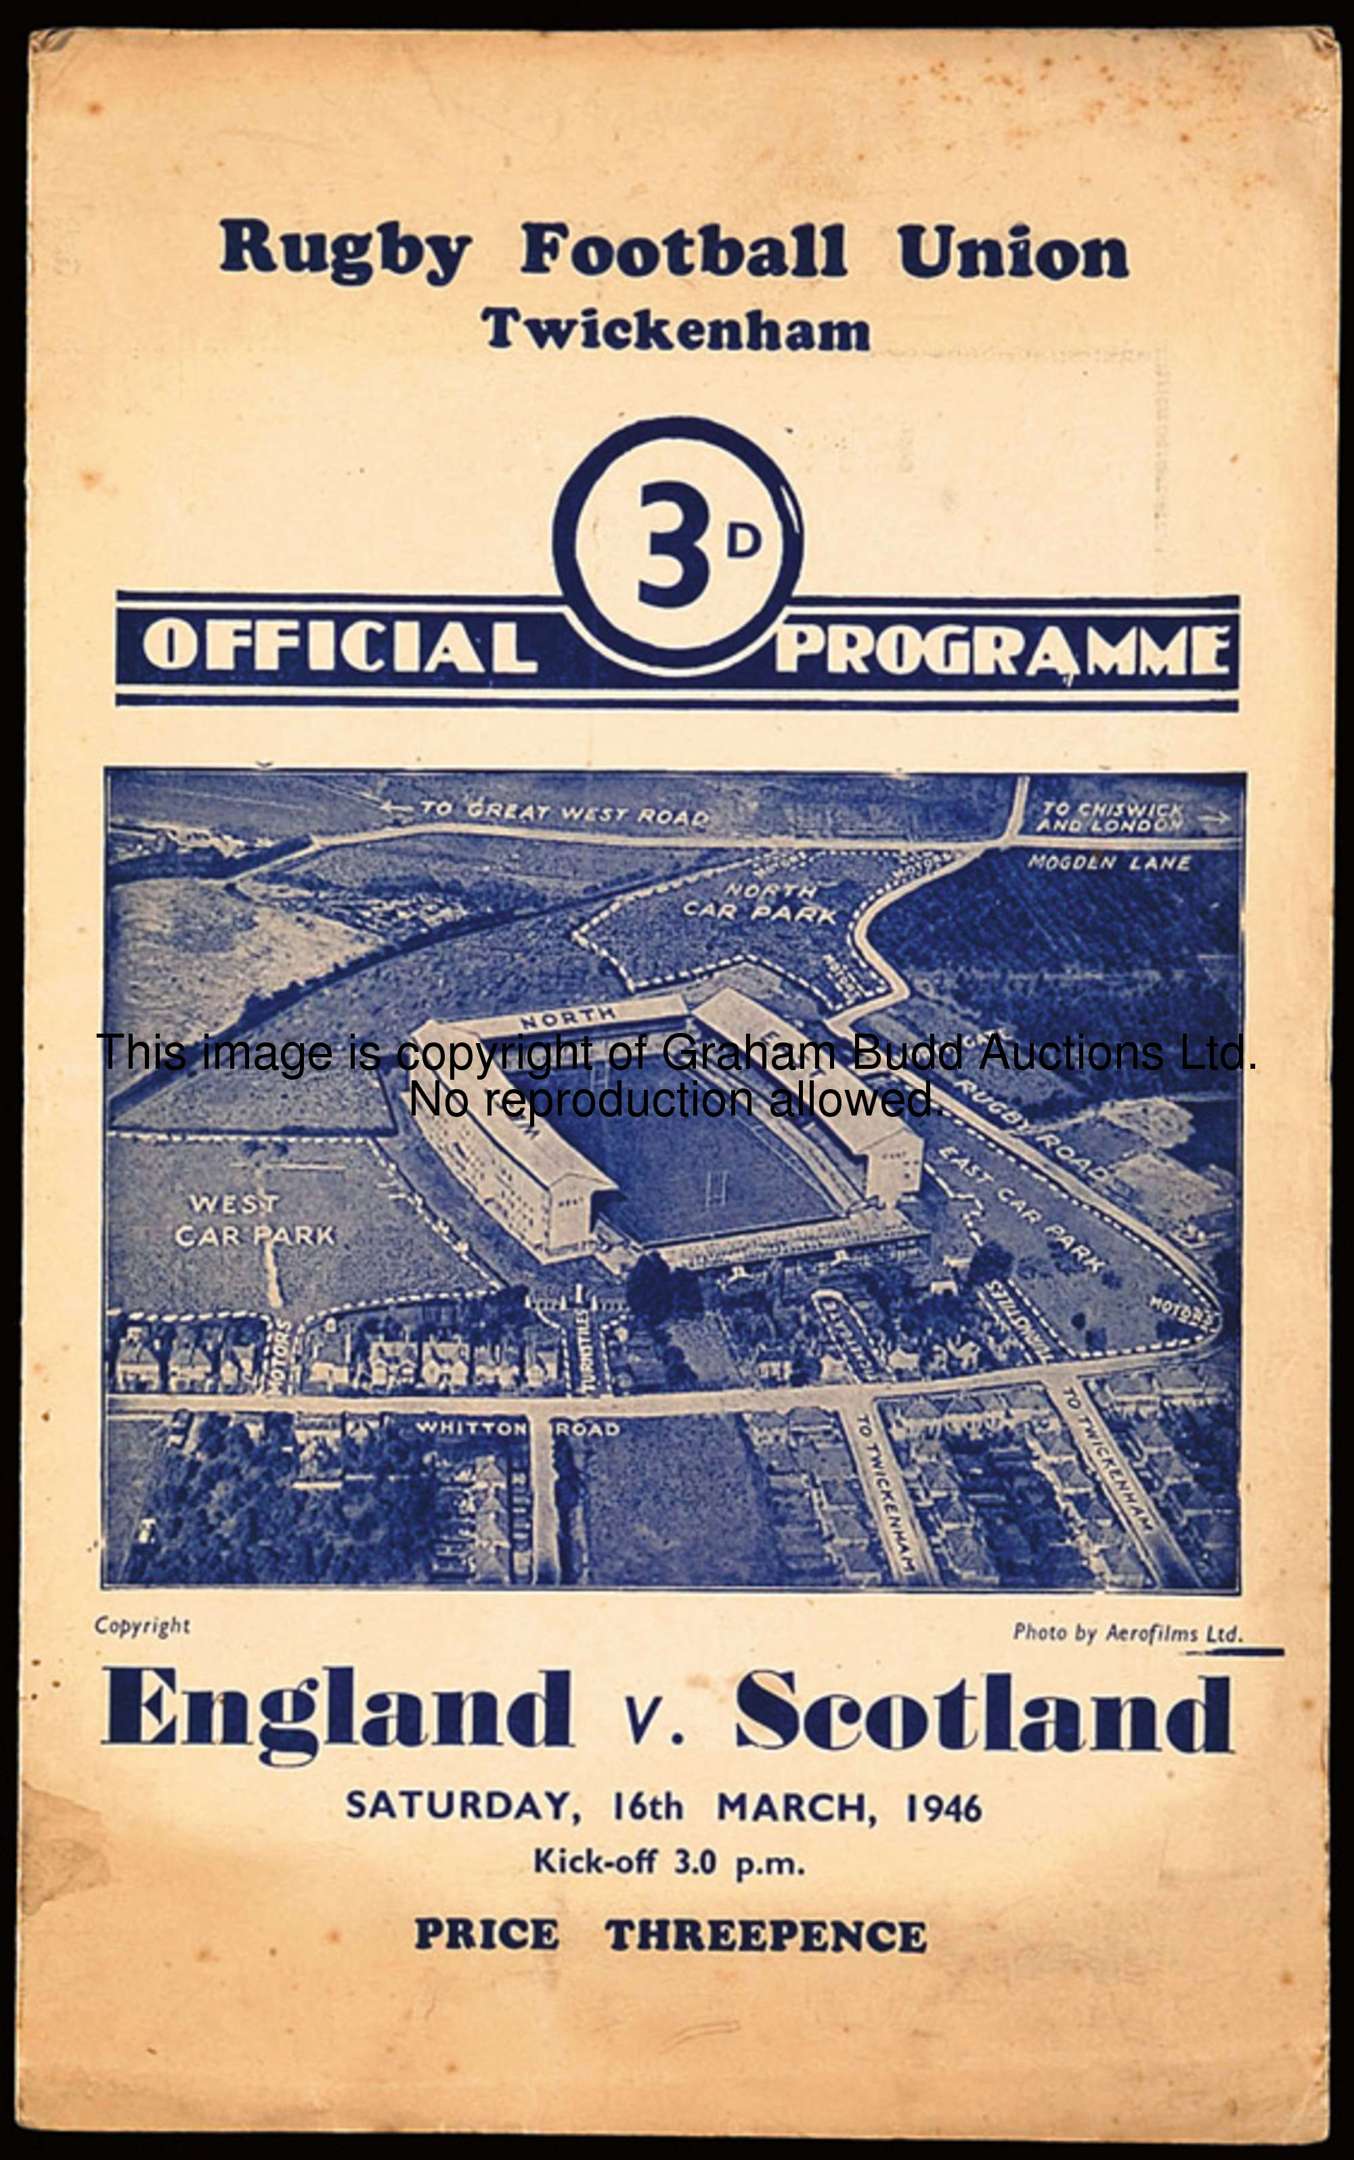 Rugby Football Union
Twickenham
3D
OFFICIAL PROGRAMME
← TO GREAT WEST ROAD
TO CHISWICK →
AND LONDON
MOGDEN LANE
MOTORS
NORTH
CAR PARK
MOTORS
NORTH
This image is copyright of Graham Budd Auctions Ltd.
No reproduction allowed.
RUGBY ROAD
EAST CAR PARK
WEST
CAR PARK
MOTORS
MOTORS
TURNSTILES
TURNSTILES
WHITTON ROAD
TO TWICKENHAM
TO TWICKENHAM
Copyright
Photo by Aerofilms Ltd.
England v. Scotland
SATURDAY, 16th MARCH, 1946
Kick-off 3.0 p.m.
PRICE THREEPENCE